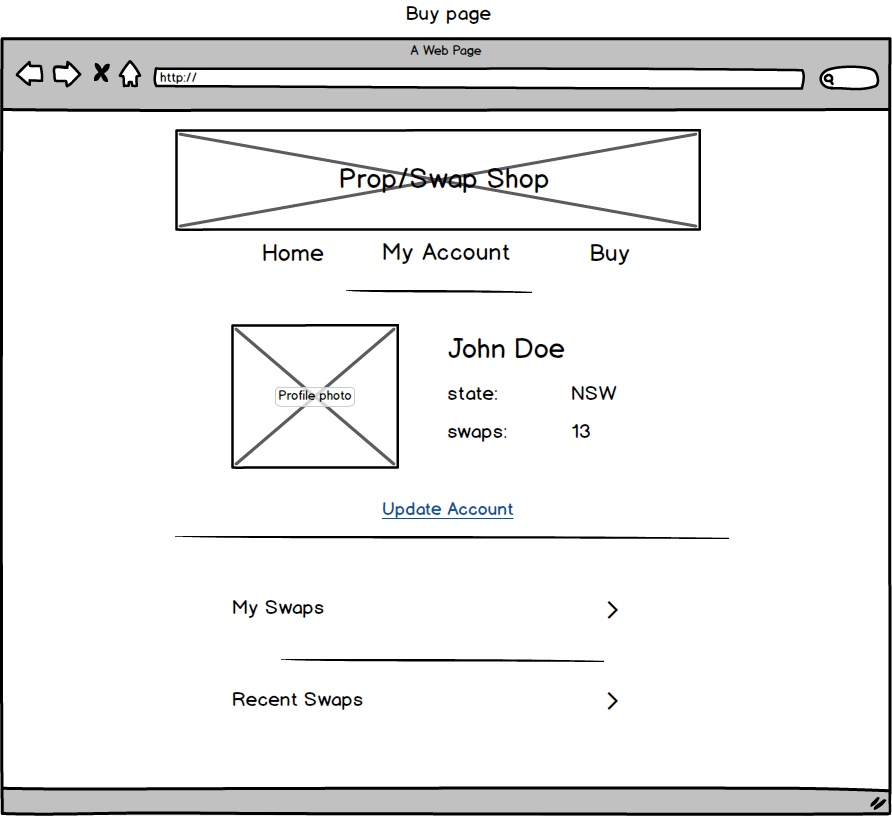 Buy page
A Web Page
http://
Prop/Swap Shop
Home My Account Buy
John Doe
Profile photo
state: NSW
swaps: 13
Update Account
My Swaps
Recent Swaps